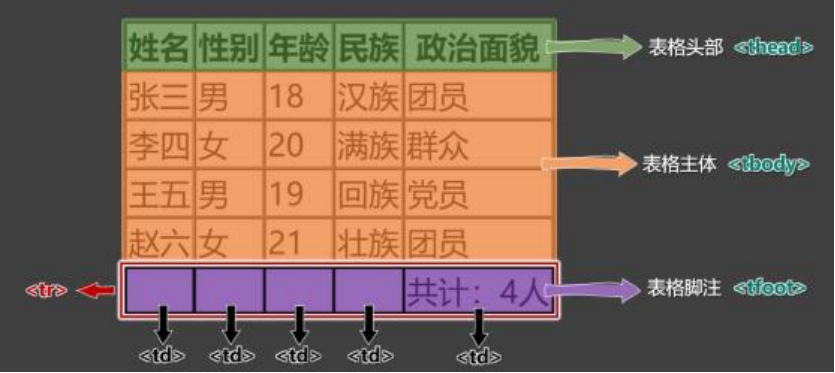 姓名 性别 年龄 民族 政治面貌 表格头部 <thead>
张三 男 18 汉族 团员
李四 女 20 满族 群众
表格主体 <tbody>
王五 男 19 回族 党员
赵六 女 21 壮族 团员
<tr> 共计：4人 表格脚注 <tfoot>
<td> <td> <td> <td> <td>